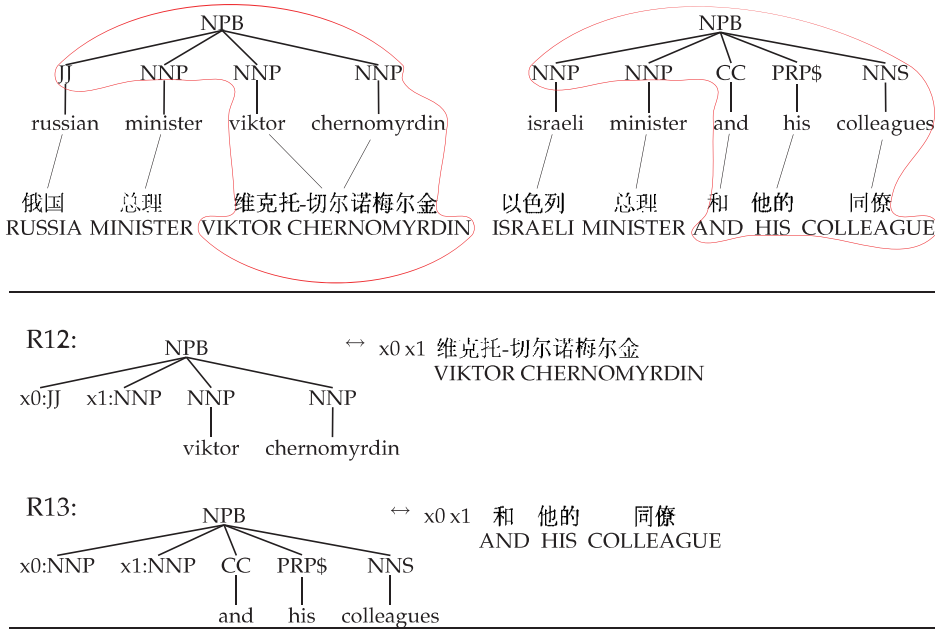 NPB NPB
JJ NNP NNP NNP NNP NNP CC PRP$ NNS
russian minister viktor chernomyrdin israeli minister and his colleagues
俄国 总理 维克托-切尔诺梅尔金 以色列 总理 和 他的 同僚
RUSSIA MINISTER VIKTOR CHERNOMYRDIN ISRAELI MINISTER AND HIS COLLEAGUE
R12:
NPB ↔ x0 x1 维克托-切尔诺梅尔金
VIKTOR CHERNOMYRDIN
x0:JJ x1:NNP NNP NNP
viktor chernomyrdin
R13:
NPB ↔ x0 x1 和 他的 同僚
AND HIS COLLEAGUE
x0:NNP x1:NNP CC PRP$ NNS
and his colleagues